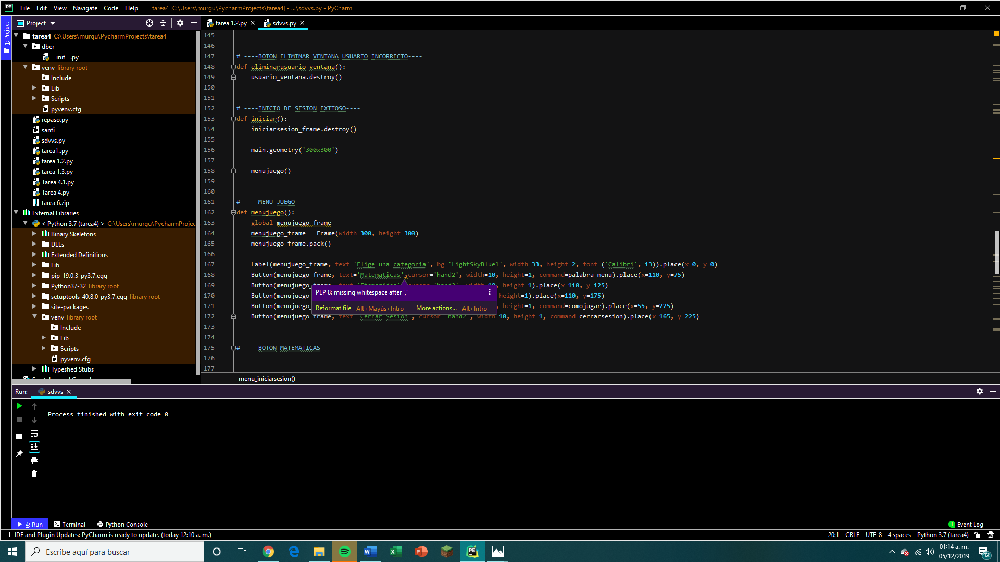 File Edit View Navigate Code Help tarea4 [C:\Users\murgu\PycharmProjects\tarea4] - ...\sdvvs.py - PyCharm
1: Project
Project
tarea4 C:\Users\murgu\PycharmProjects\tarea4
dber
__init__.py
venv library root
Include
Lib
Scripts
pyvenv.cfg
repaso.py
santi
sdvvs.py
tarea1..py
tarea 1.2.py
tarea 1.3.py
Tarea 4.1.py
Tarea 4.py
tarea 6.zip
External Libraries
< Python 3.7 (tarea4) > C:\Users\murgu\PycharmProjec
Binary Skeletons
DLLs
Extended Definitions
Lib
pip-19.0.3-py3.7.egg
Python37-32 library root
setuptools-40.8.0-py3.7.egg library root
site-packages
venv library root
Include
Lib
Scripts
pyvenv.cfg
Typeshed Stubs
tarea 1.2.py sdvvs.py
145
146
147 # ----BOTON ELIMINAR VENTANA USUARIO INCORRECTO----
148 def eliminarusuario_ventana():
149 usuario_ventana.destroy()
150
151
152 # ----INICIO DE SESION EXITOSO----
153 def iniciar():
154 iniciarsesion_frame.destroy()
155
156 main.geometry('300x300')
157
158 menujuego()
159
160
161 # ----MENU JUEGO----
162 def menujuego():
163 global menujuego_frame
164 menujuego_frame = Frame(width=300, height=300)
165 menujuego_frame.pack()
166
167 Label(menujuego_frame, text='Elige una categoria', bg='LightSkyBlue1', width=33, height=2, font=('Calibri', 13)).place(x=0, y=0)
168 Button(menujuego_frame, text='Matematicas',cursor='hand2', width=10, height=1, command=palabra_menu).place(x=110, y=75)
169 Button(menujuego_frame, text='Efemerides', cursor='hand2', width=10, height=1).place(x=110, y=125)
170 Button(menujuego_ height=1).place(x=110, y=175)
171 Button(menujuego_ height=1, command=comojugar).place(x=55, y=225)
172 Button(menujuego_frame, text='Cerrar Sesion', cursor='hand2', width=10, height=1, command=cerrarsesion).place(x=165, y=225)
173
174
175 # ----BOTON MATEMATICAS----
176
177
PEP 8: missing whitespace after ','
Reformat file Alt+Mayús+Intro More actions... Alt+Intro
menu_iniciarsesion()
Run: sdvvs
Process finished with exit code 0
4: Run Terminal Python Console 1 Event Log
IDE and Plugin Updates: PyCharm is ready to update. (today 12:10 a. m.) 20:1 CRLF UTF-8 4 spaces Python 3.7 (tarea4)
Escribe aquí para buscar
01:14 a. m.
05/12/2019
12